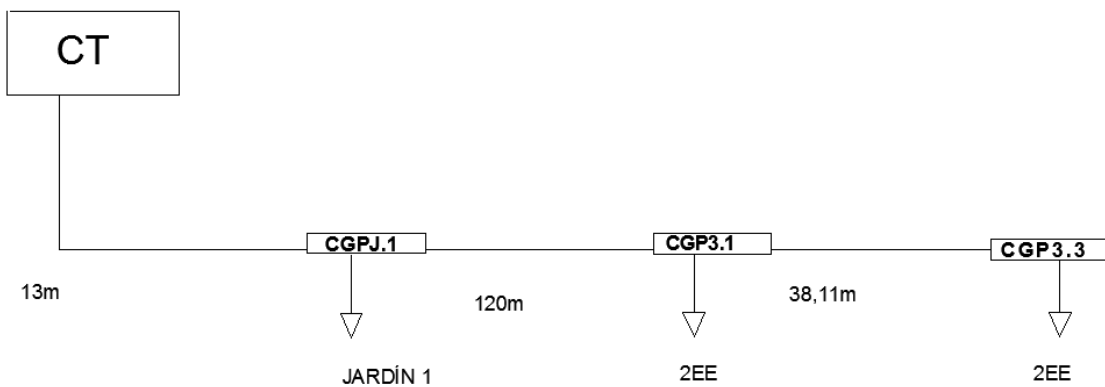 CT
CGPJ.1
CGP3.1
CGP3.3
13m
120m
38,11m
JARDÍN 1
2EE
2EE